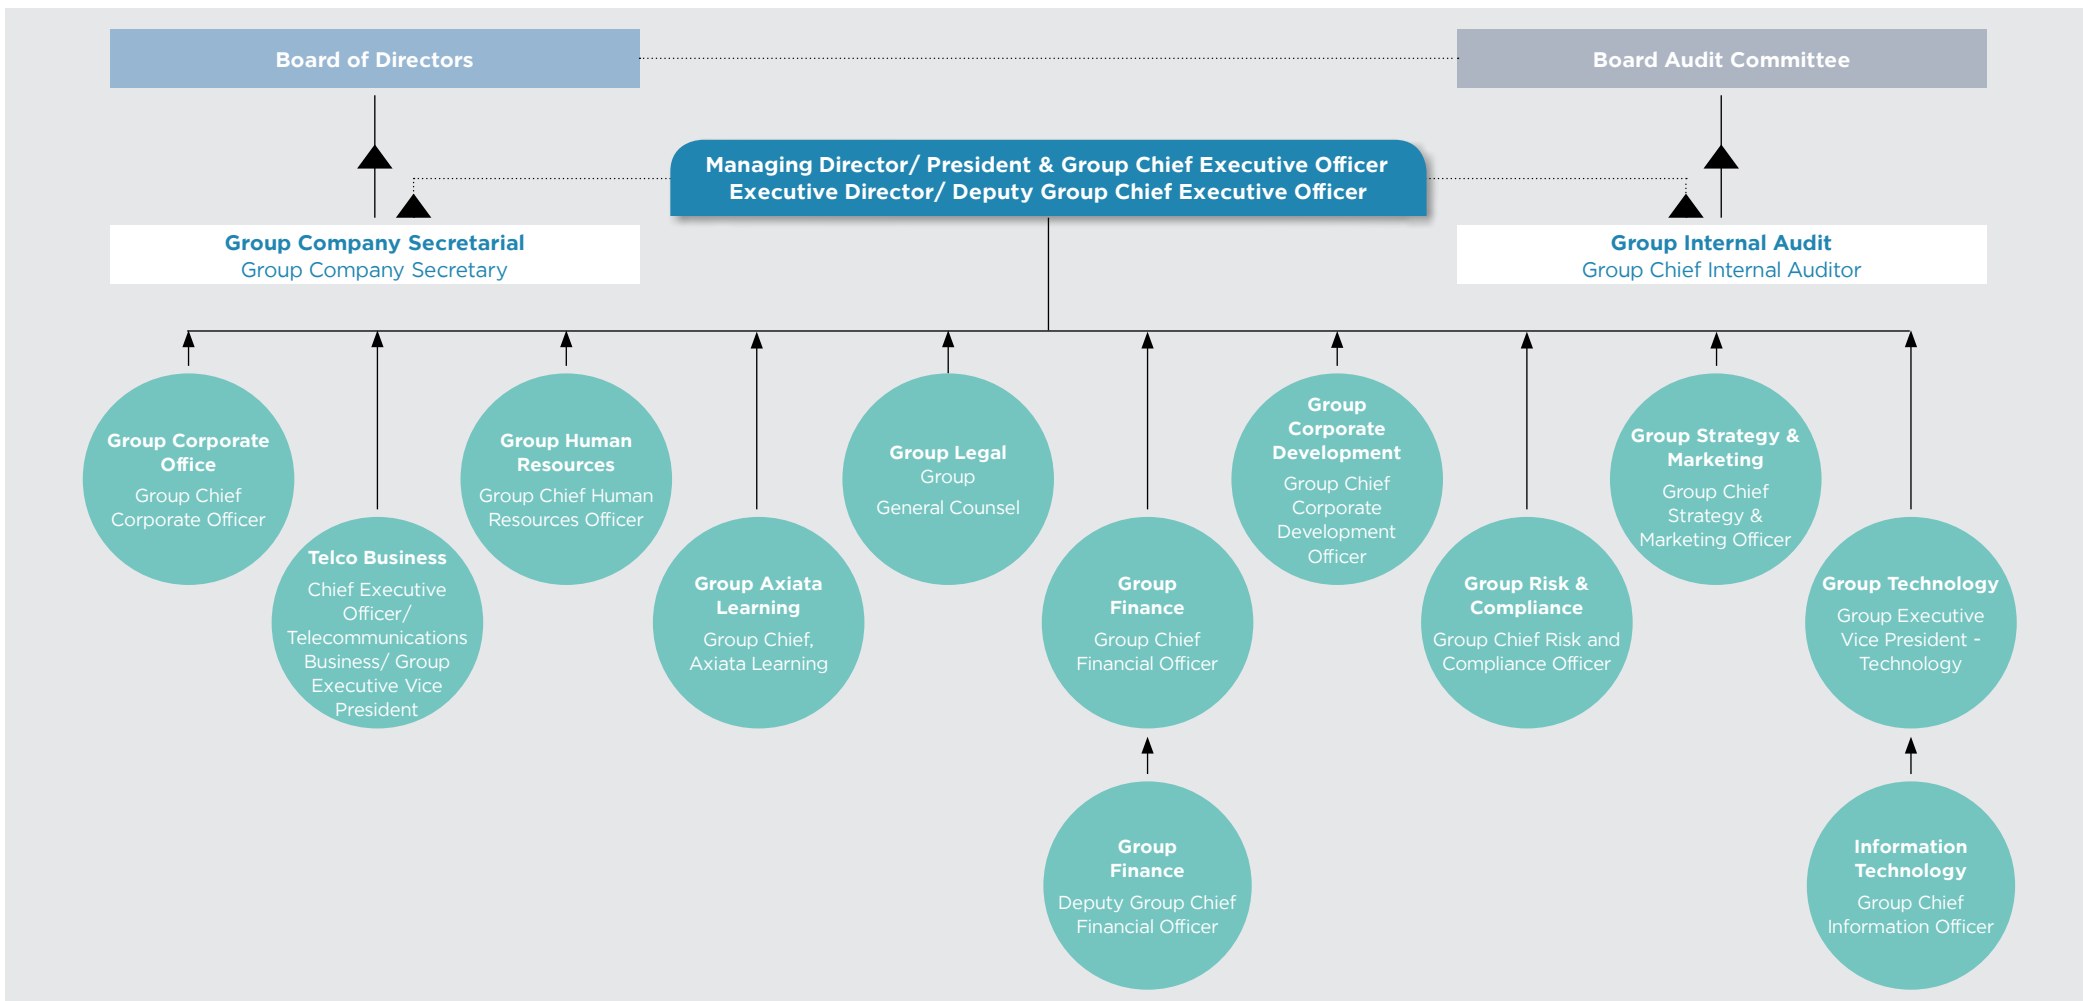 Board of Directors
Board Audit Committee
Managing Director/ President & Group Chief Executive Officer
Executive Director/ Deputy Group Chief Executive Officer
Group Company Secretarial
Group Company Secretary
Group Internal Audit
Group Chief Internal Auditor
Group Corporate
Office
Group Chief
Corporate Officer
Telco Business
Chief Executive
Officer/
Telecommunications
Business/ Group
Executive Vice
President
Group Human
Resources
Group Chief Human
Resources Officer
Group Axiata
Learning
Group Chief,
Axiata Learning
Group Legal
Group
General Counsel
Group
Finance
Group Chief
Financial Officer
Group
Corporate
Development
Group Chief
Corporate
Development
Officer
Group Risk &
Compliance
Group Chief Risk and
Compliance Officer
Group Strategy &
Marketing
Group Chief
Strategy &
Marketing Officer
Group Technology
Group Executive
Vice President -
Technology
Group
Finance
Deputy Group Chief
Financial Officer
Information
Technology
Group Chief
Information Officer